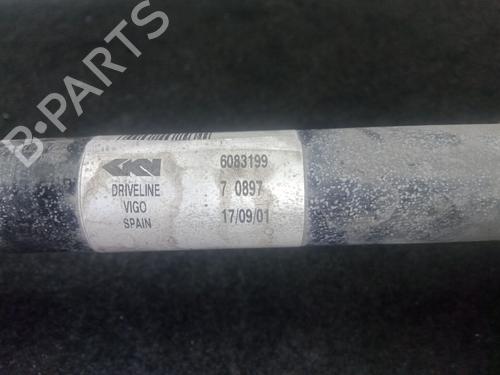 B-PARTS
GKN 6083199
DRIVELINE 7 0897
VIGO
SPAIN 17/09/01